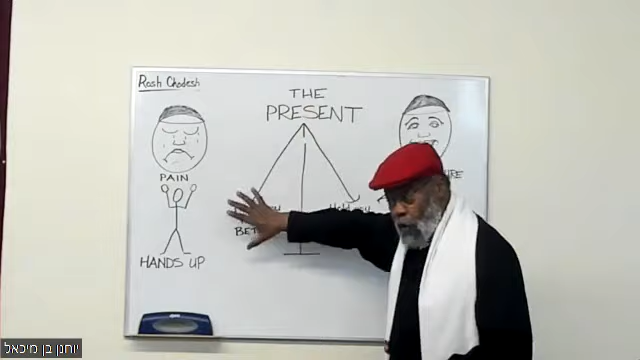 Rosh Chodesh
THE
PRESENT
PAIN
HANDS UP
יוחנן בן מיכאל